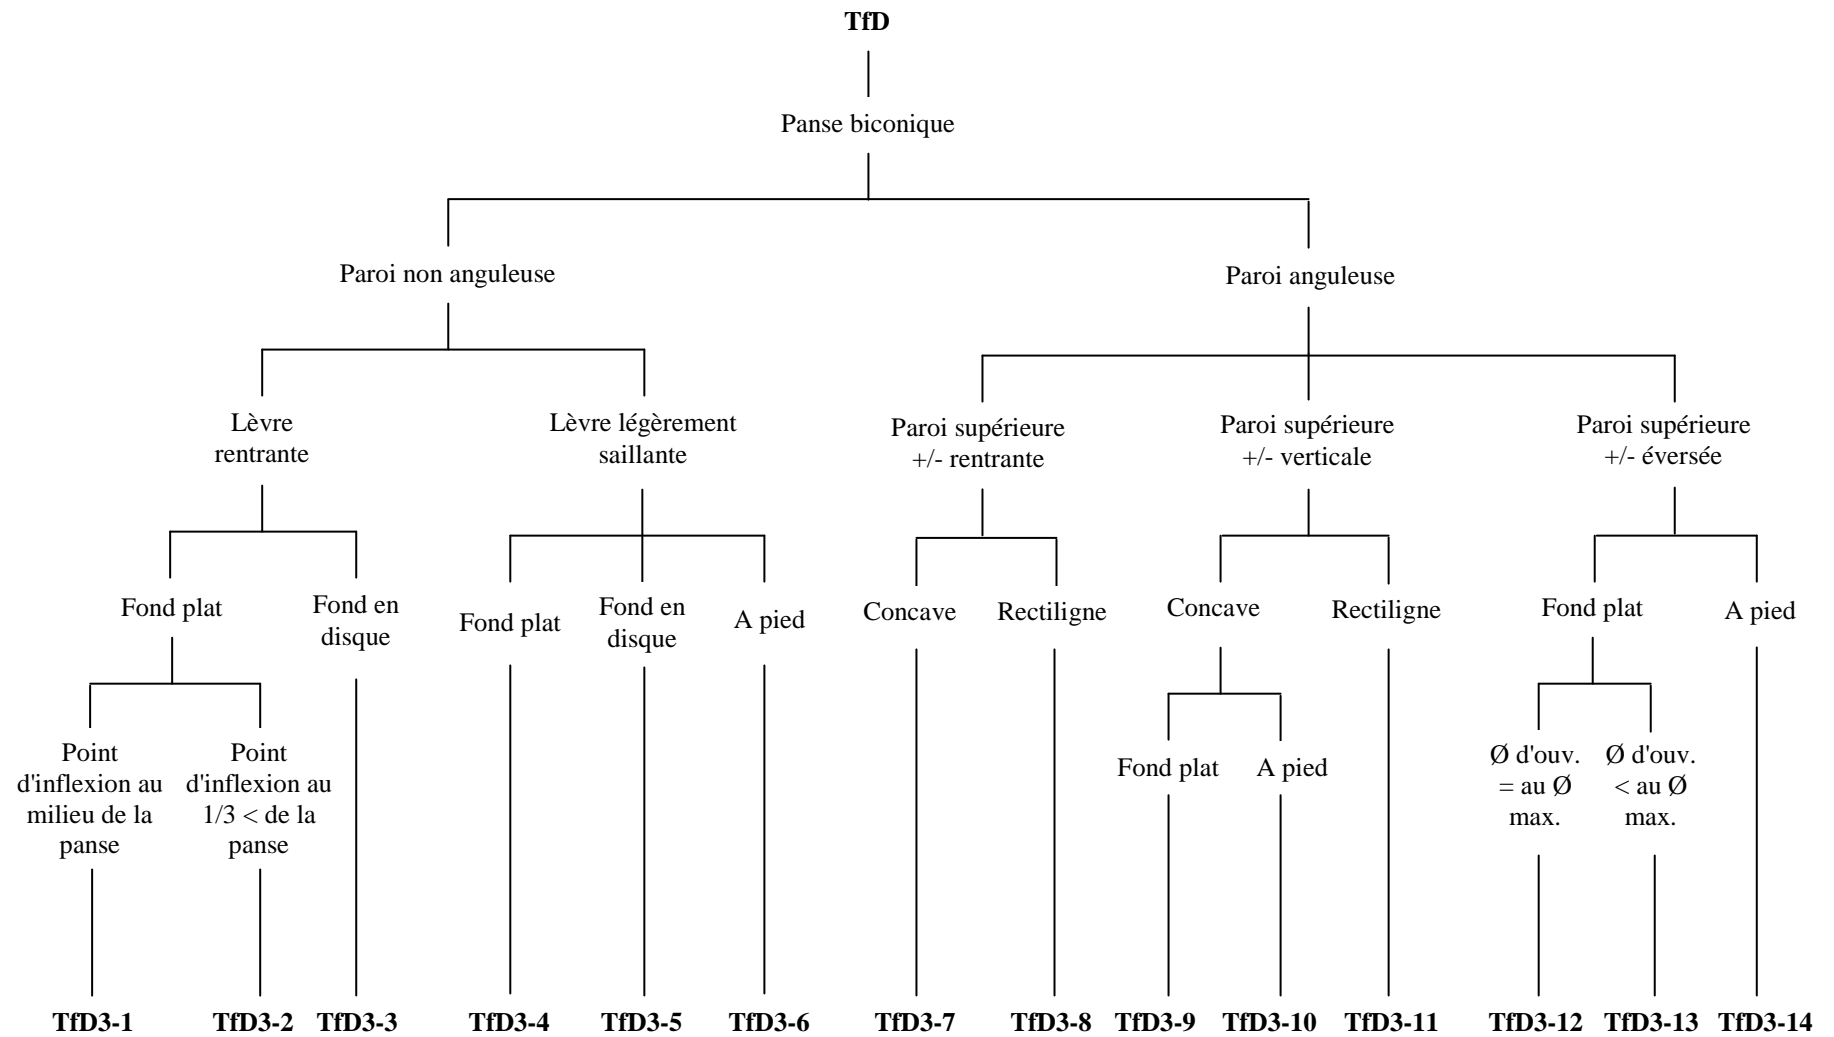 TfD
Panse biconique
Paroi non anguleuse
Paroi anguleuse
Lèvre
rentrante
Lèvre légèrement
saillante
Paroi supérieure
+/- rentrante
Paroi supérieure
+/- verticale
Paroi supérieure
+/- éversée
Fond plat
Fond en
disque
Fond plat
Fond en
disque
A pied
Concave
Rectiligne
Concave
Rectiligne
Fond plat
A pied
Point
d'inflexion au
milieu de la
panse
Point
d'inflexion au
1/3 < de la
panse
Fond plat
A pied
Ø d'ouv.
= au Ø
max.
Ø d'ouv.
< au Ø
max.
TfD3-1
TfD3-2
TfD3-3
TfD3-4
TfD3-5
TfD3-6
TfD3-7
TfD3-8
TfD3-9
TfD3-10
TfD3-11
TfD3-12
TfD3-13
TfD3-14